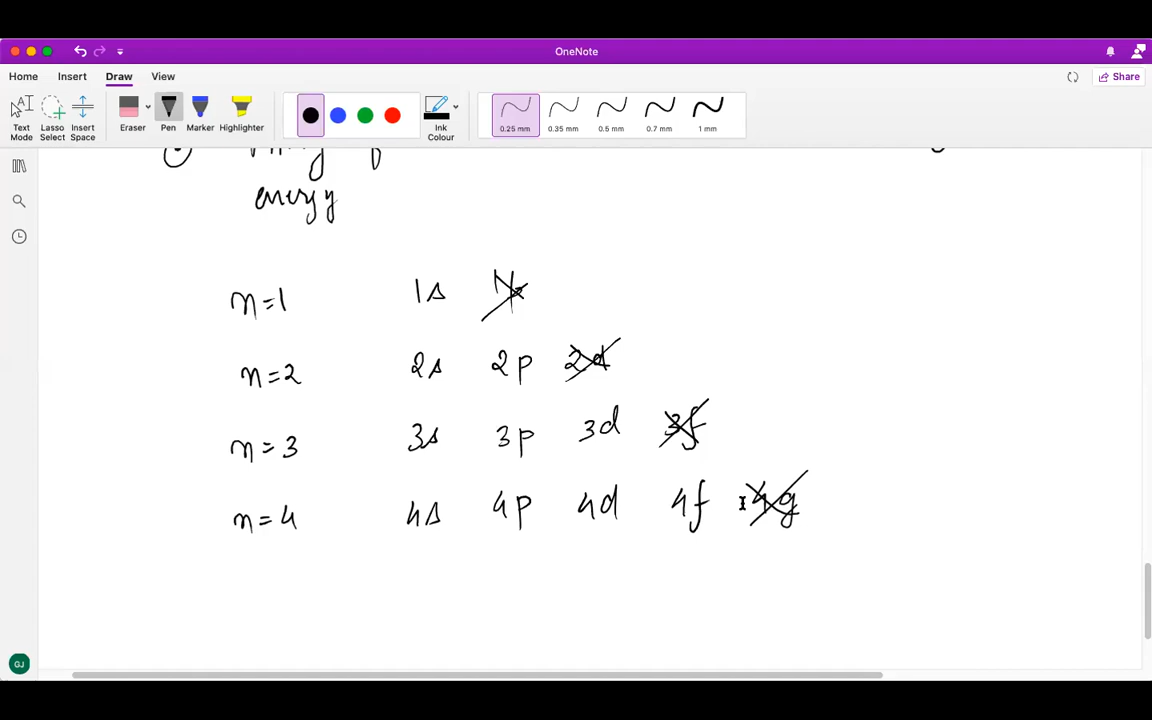 OneNote
Home Insert Draw View Share
Text Mode Lasso Select Insert Space Eraser Pen Marker Highlighter Ink Colour 0.25 mm 0.35 mm 0.5 mm 0.7 mm 1 mm
energy
n=1 1s 1p
n=2 2s 2p 2d
n=3 3s 3p 3d 3f
n=4 4s 4p 4d 4f 4g
GJ